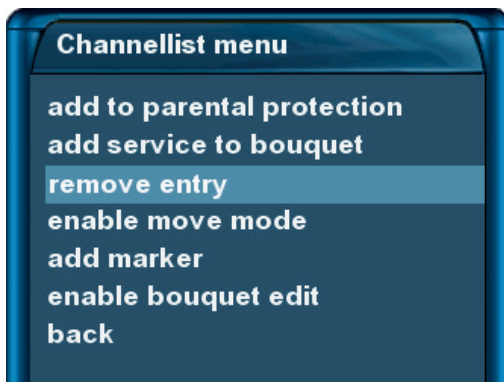 Channellist menu
add to parental protection
add service to bouquet
remove entry
enable move mode
add marker
enable bouquet edit
back